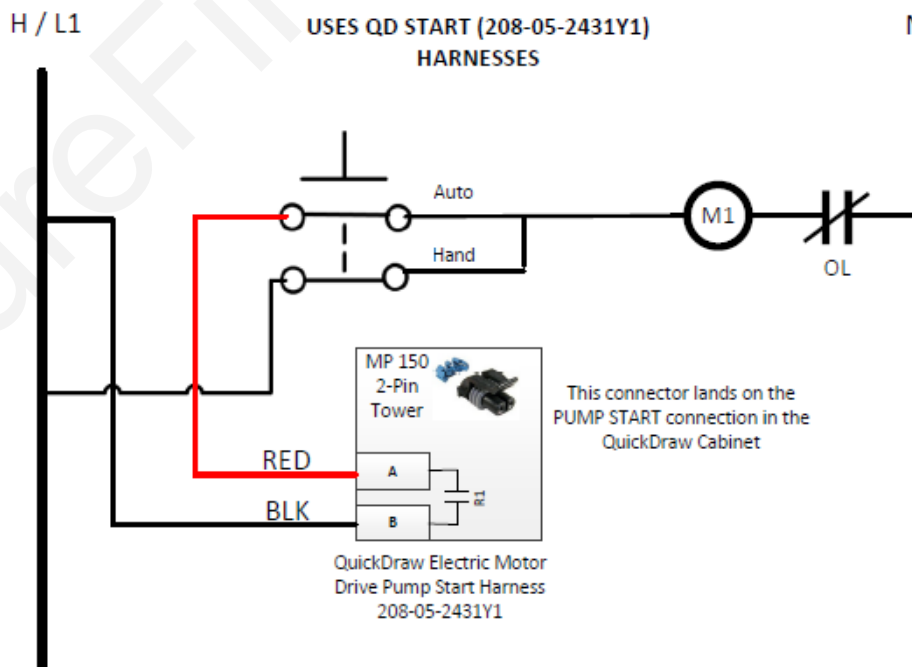 H / L1
USES QD START (208-05-2431Y1)
HARNESSES
Auto
Hand
M1
OL
MP 150
2-Pin
Tower
This connector lands on the
PUMP START connection in the
QuickDraw Cabinet
RED
A
R1
BLK
B
QuickDraw Electric Motor
Drive Pump Start Harness
208-05-2431Y1